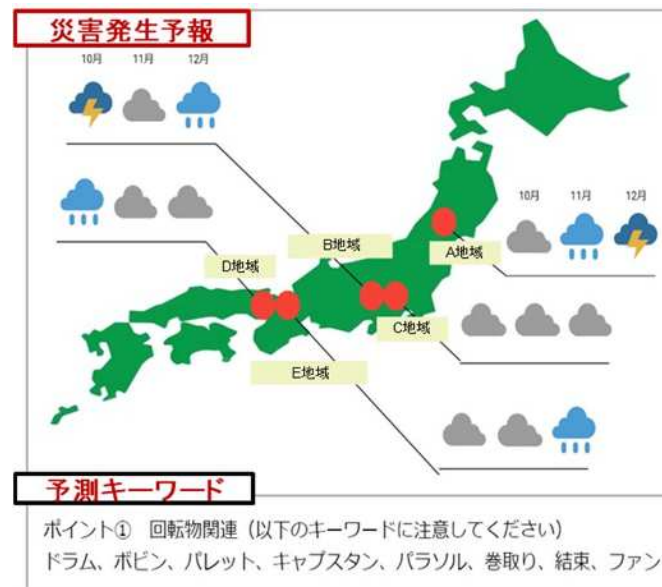 災害発生予報
10月 11月 12月
B地域
D地域
10月 11月 12月
A地域
C地域
E地域
予測キーワード
ポイント① 回転物関連（以下のキーワードに注意してください）
ドラム、ボビン、パレット、キャプスタン、パラソル、巻取り、結束、ファン